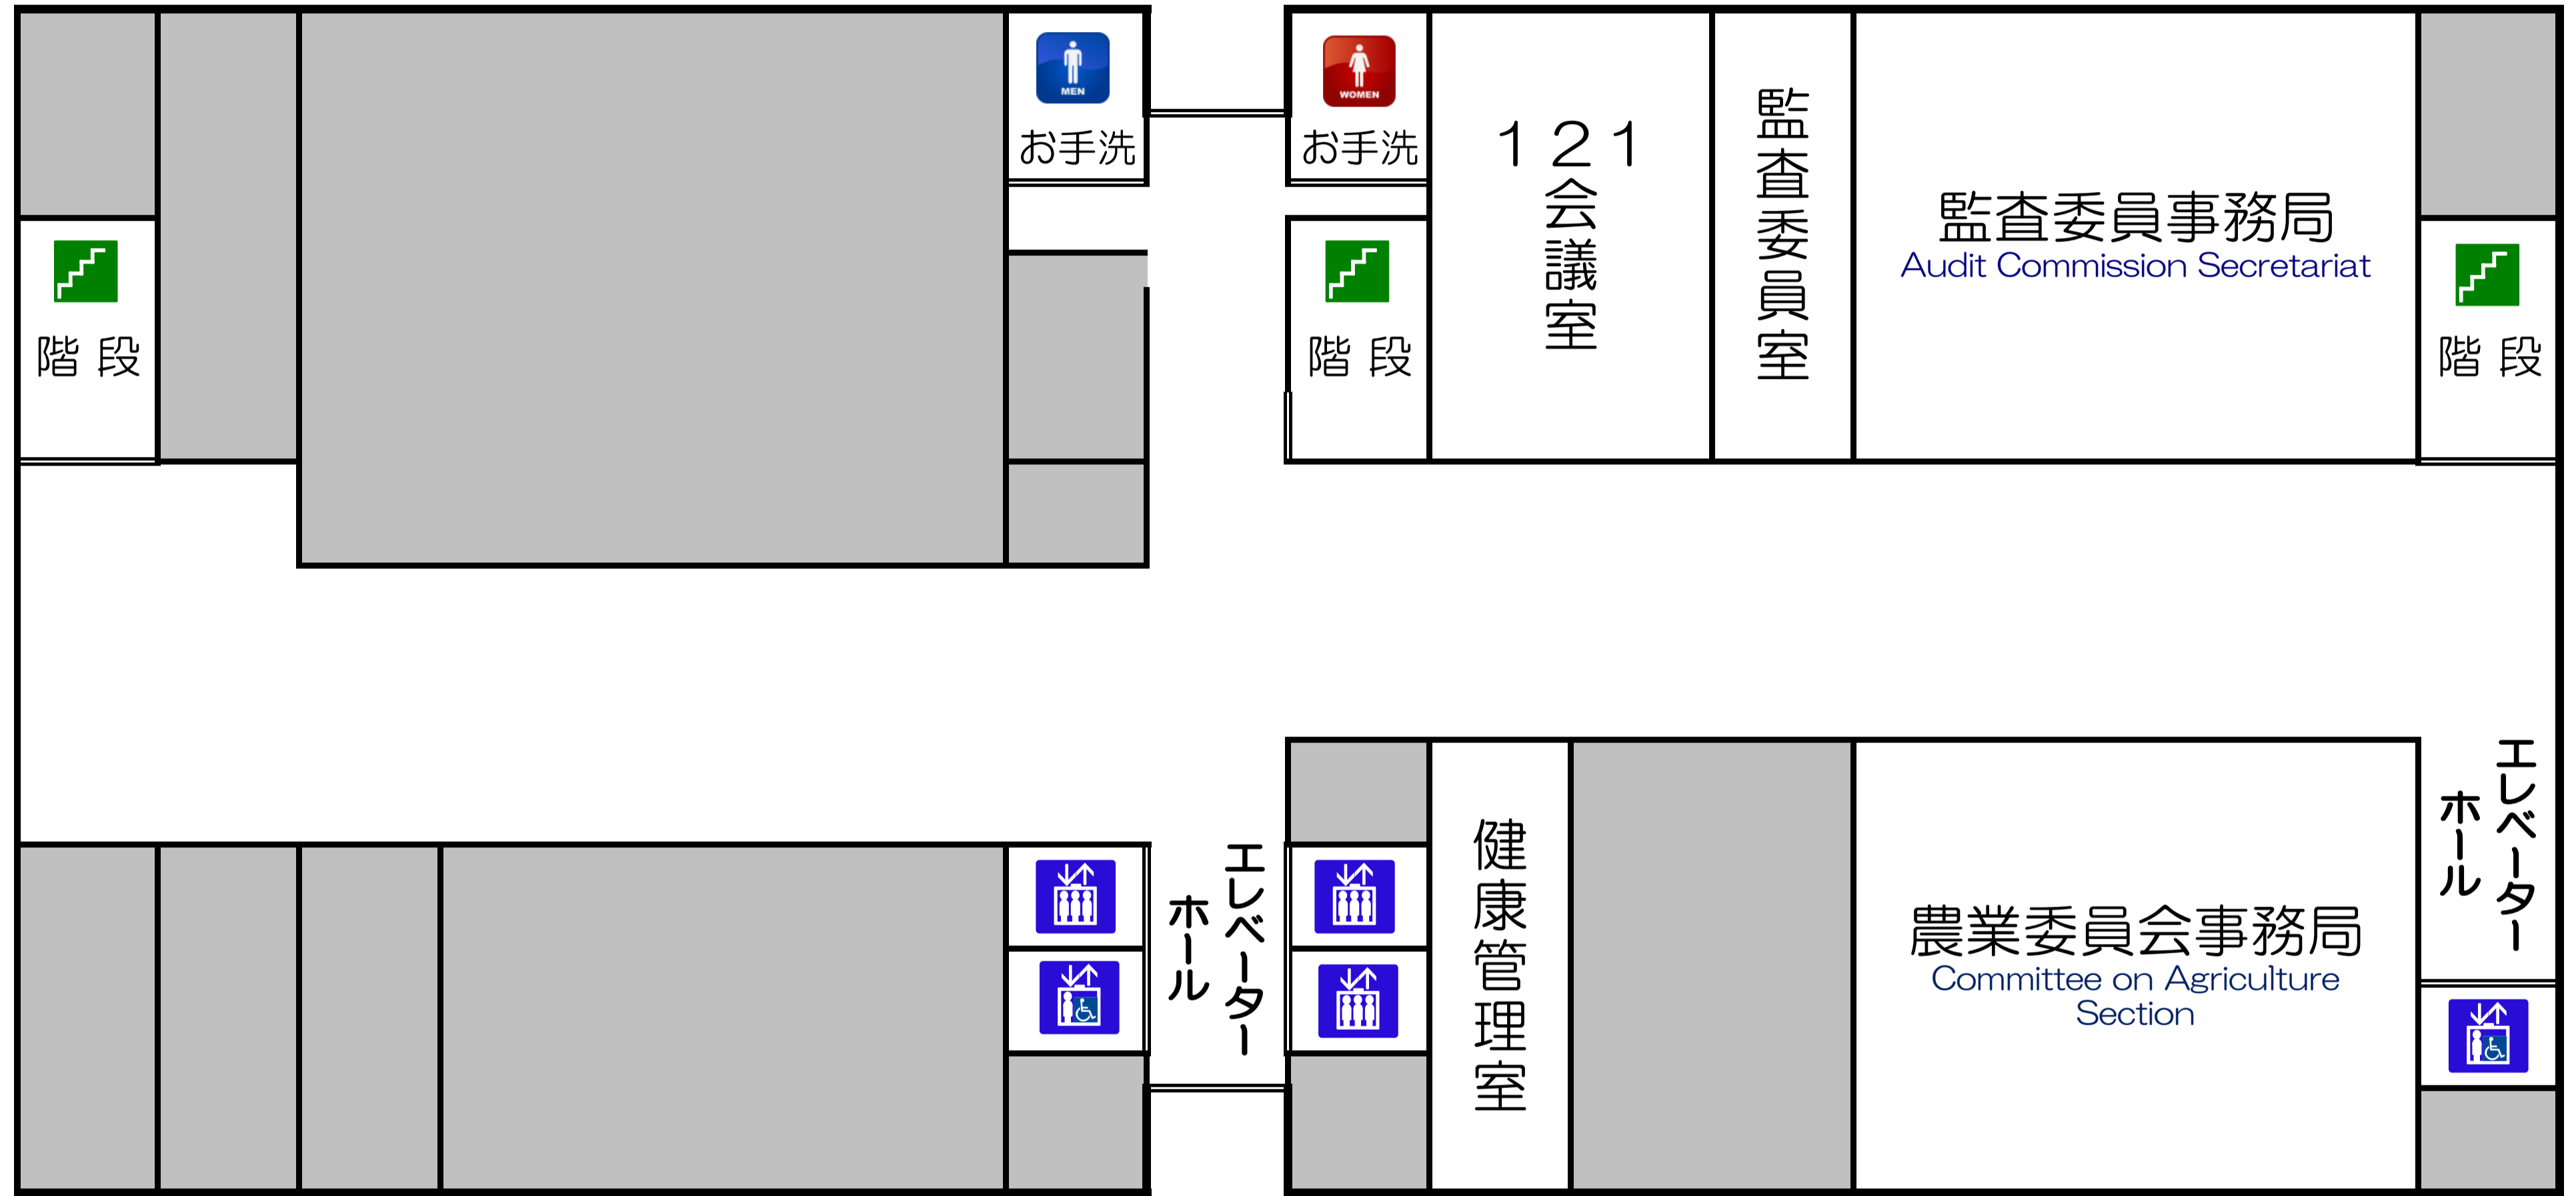 MEN
お手洗
WOMEN
お手洗
121会議室
監査委員室
監査委員事務局
Audit Commission Secretariat
階段
階段
階段
エレベーター
ホール
健康管理室
農業委員会事務局
Committee on Agriculture
Section
エレベーター
ホール